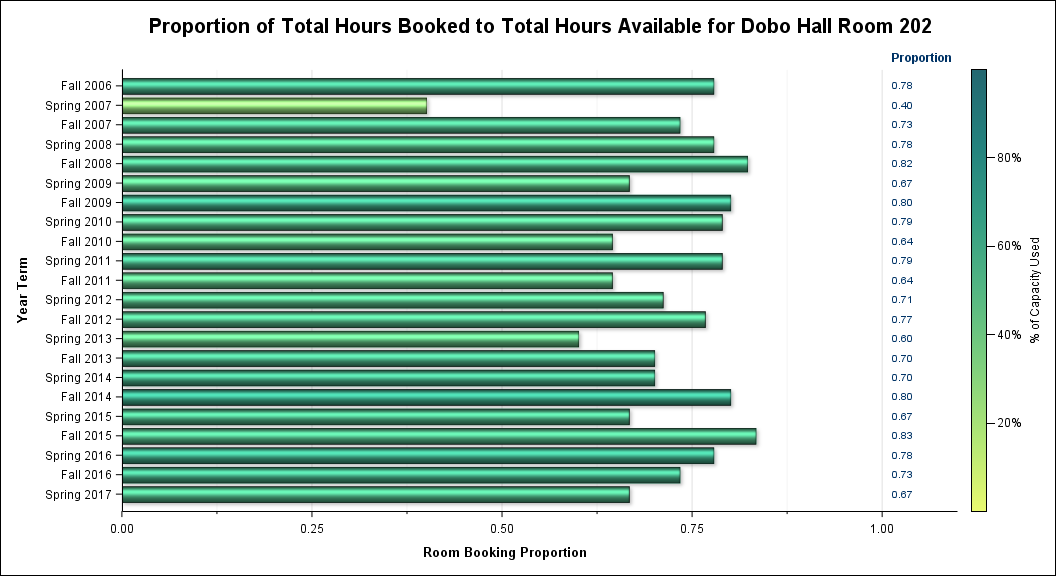 Proportion of Total Hours Booked to Total Hours Available for Dobo Hall Room 202
Proportion
Fall 2006 0.78
Spring 2007 0.40
Fall 2007 0.73
Spring 2008 0.78
Fall 2008 0.82
Spring 2009 0.67
Fall 2009 0.80
Spring 2010 0.79
Fall 2010 0.64
Spring 2011 0.79
Fall 2011 0.64
Spring 2012 0.71
Fall 2012 0.77
Spring 2013 0.60
Fall 2013 0.70
Spring 2014 0.70
Fall 2014 0.80
Spring 2015 0.67
Fall 2015 0.83
Spring 2016 0.78
Fall 2016 0.73
Spring 2017 0.67
Year Term
80%
60%
40%
20%
% of Capacity Used
0.00 0.25 0.50 0.75 1.00
Room Booking Proportion